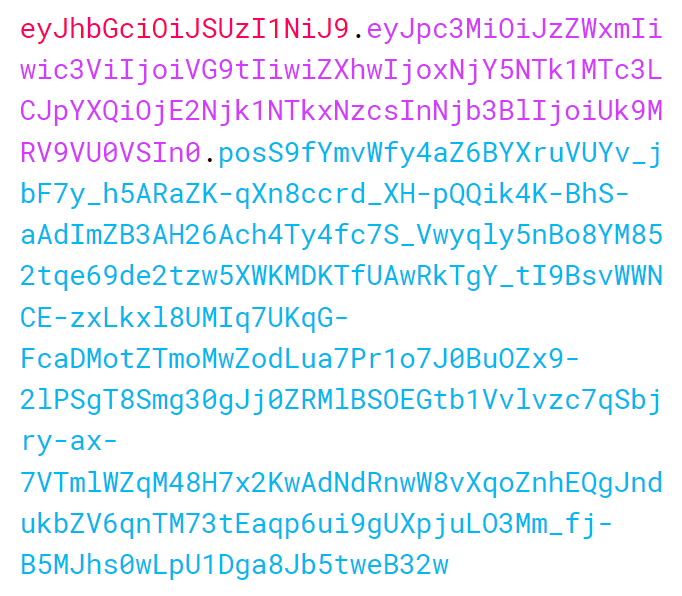 eyJhbGciOiJSUzI1NiJ9.eyJpc3MiOiJzZWxmIi
wic3ViIjoiVG9tIiwiZXhwIjoxNjY5NTk1MTc3L
CJpYXQiOjE2Njk1NTkxNzcsInNjb3BlIjoiUk9M
RV9VU0VSIn0.posS9fYmvWfy4aZ6BYXruVUYv_j
bF7y_h5ARaZK-qXn8ccrd_XH-pQQik4K-BhS-
aAdImZB3AH26Ach4Ty4fc7S_Vwyqly5nBo8YM85
2tqe69de2tzw5XWKMDKTfUAwRkTgY_tI9BsvWWN
CE-zxLkxl8UMIq7UKqG-
FcaDMotZTmoMwZodLua7Pr1o7J0BuOZx9-
2lPSgT8Smg30gJj0ZRMlBSOEGtb1Vvlvzc7qSbj
ry-ax-
7VTmlWZqM48H7x2KwAdNdRnwW8vXqoZnhEQgJnd
ukbZV6qnTM73tEaqp6ui9gUXpjuLO3Mm_fj-
B5MJhs0wLpU1Dga8Jb5tweB32w